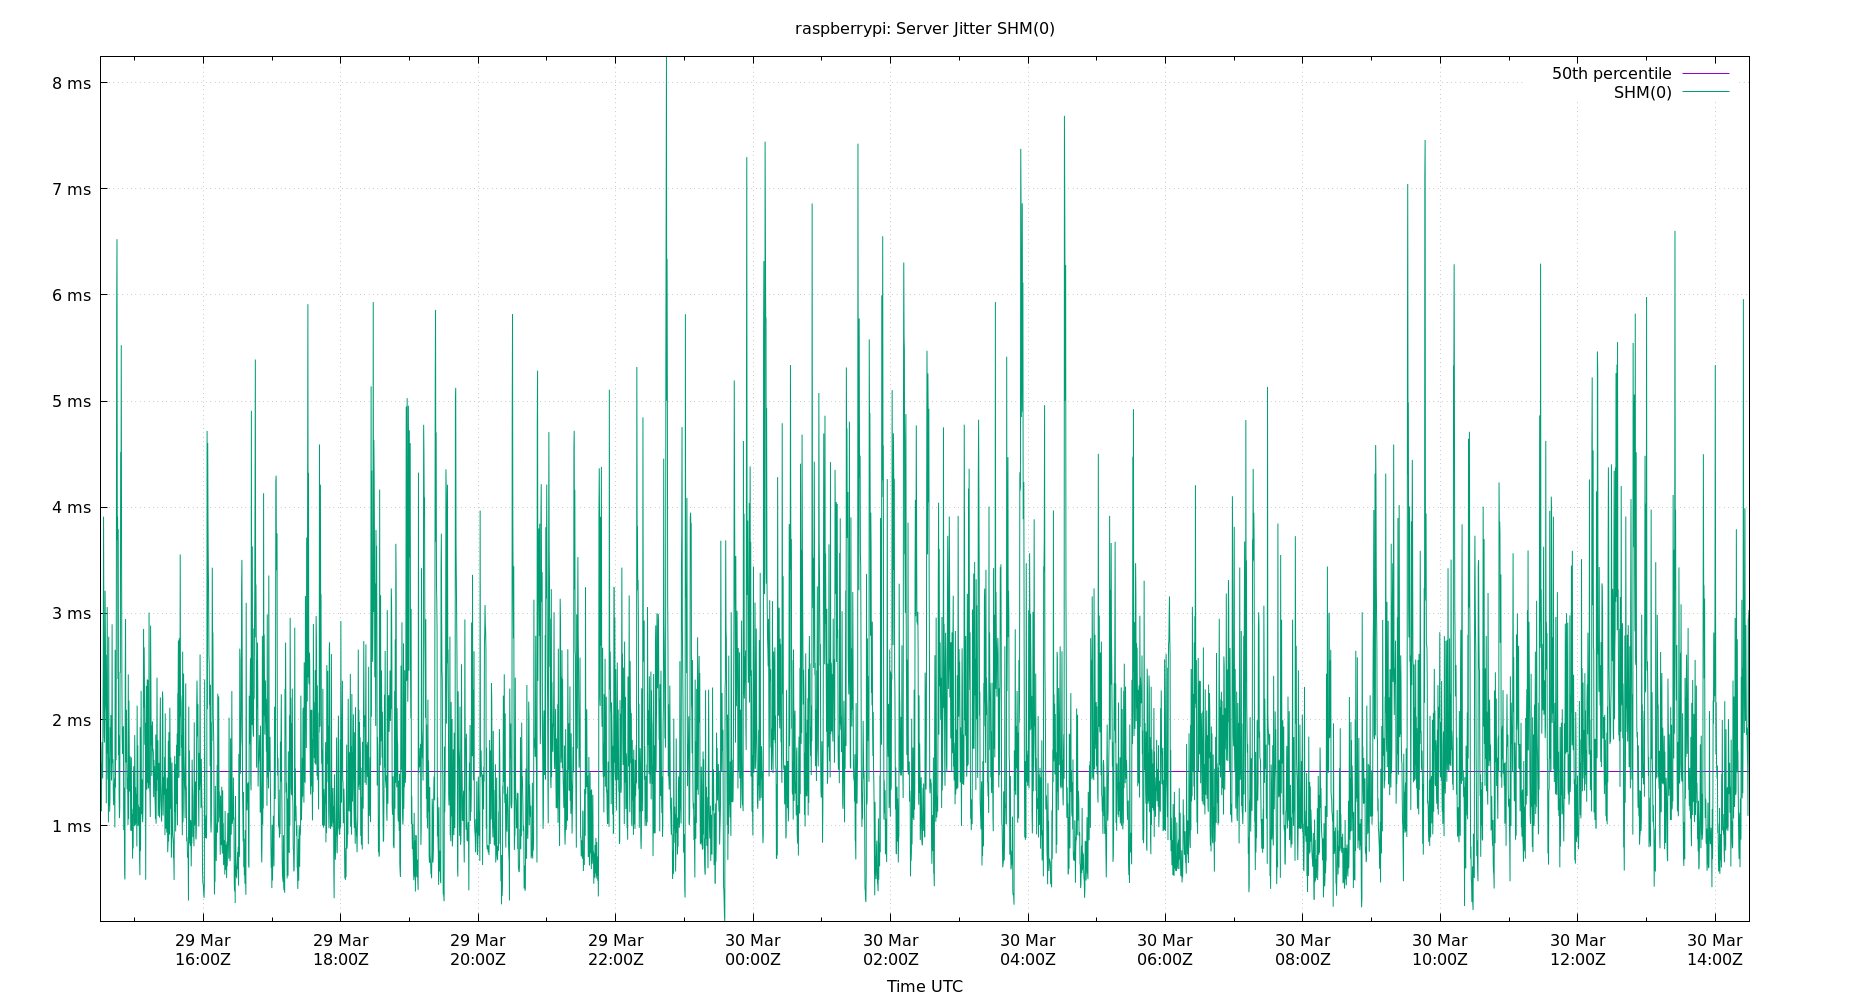 raspberrypi: Server Jitter SHM(0)
50th percentile
SHM(0)
8 ms
7 ms
6 ms
5 ms
4 ms
3 ms
2 ms
1 ms
29 Mar 29 Mar 29 Mar 29 Mar 30 Mar 30 Mar 30 Mar 30 Mar 30 Mar 30 Mar 30 Mar 30 Mar
16:00Z 18:00Z 20:00Z 22:00Z 00:00Z 02:00Z 04:00Z 06:00Z 08:00Z 10:00Z 12:00Z 14:00Z
Time UTC